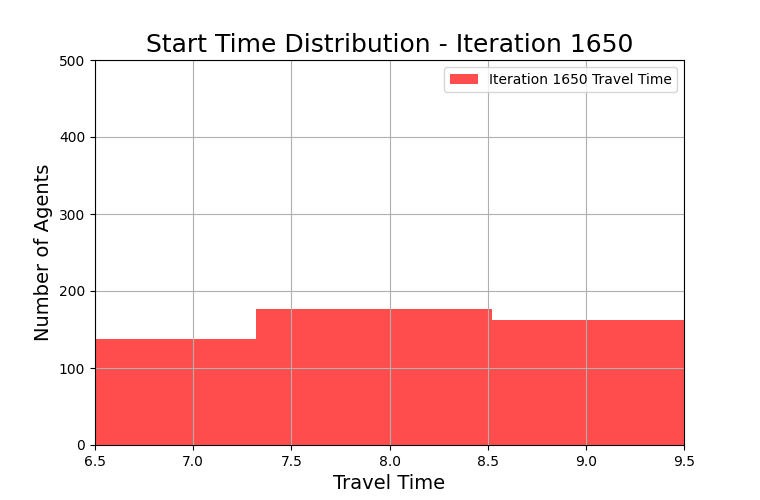 Start Time Distribution - Iteration 1650
Iteration 1650 Travel Time
Number of Agents
500
400
300
200
100
0
6.5 7.0 7.5 8.0 8.5 9.0 9.5
Travel Time